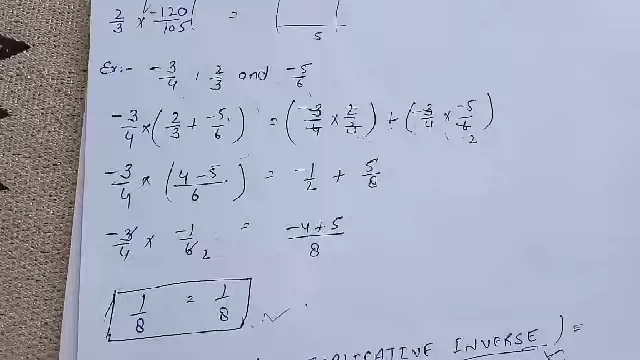 2/3 × -120/105! =
5
Ex:- -3/4, 2/3 and -5/6
-3/4 × (2/3 + -5/6) = (-3/4 × 2/3) + (-3/4 × -5/6) 2
-3/4 × (4-5/6) = -1/2 + 5/8
-3/4 × -1/6 2 = -4+5/8
1/8 = 1/8
INVERSE ) =